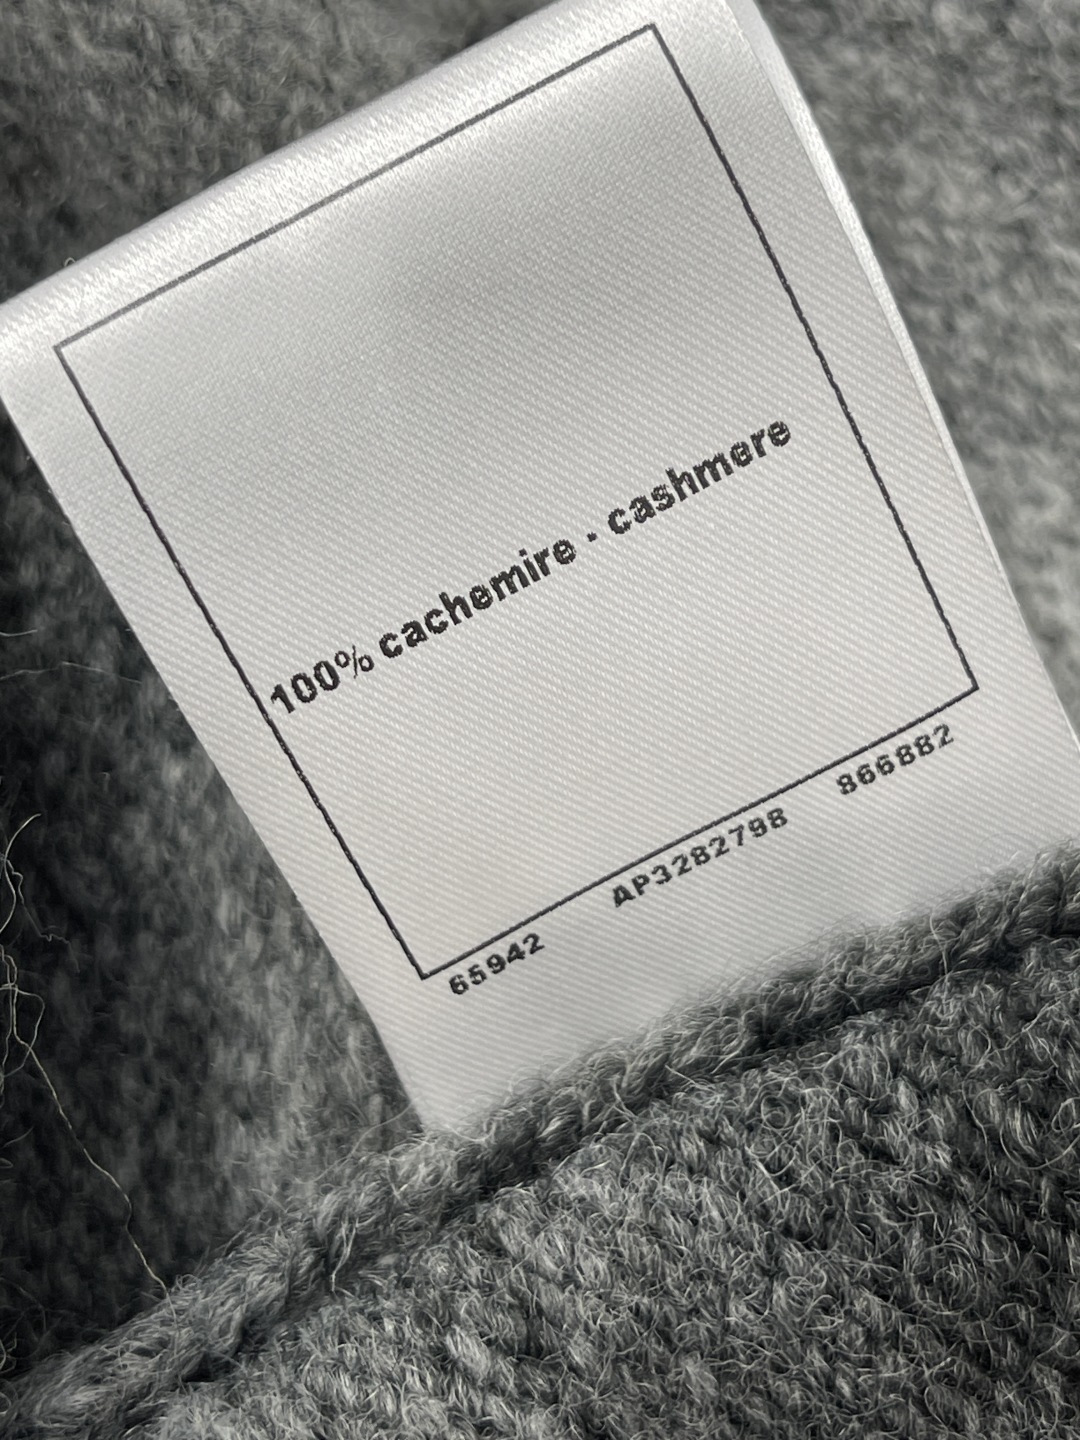 100% cachemire - cashmere
65942 AP3282798 866882